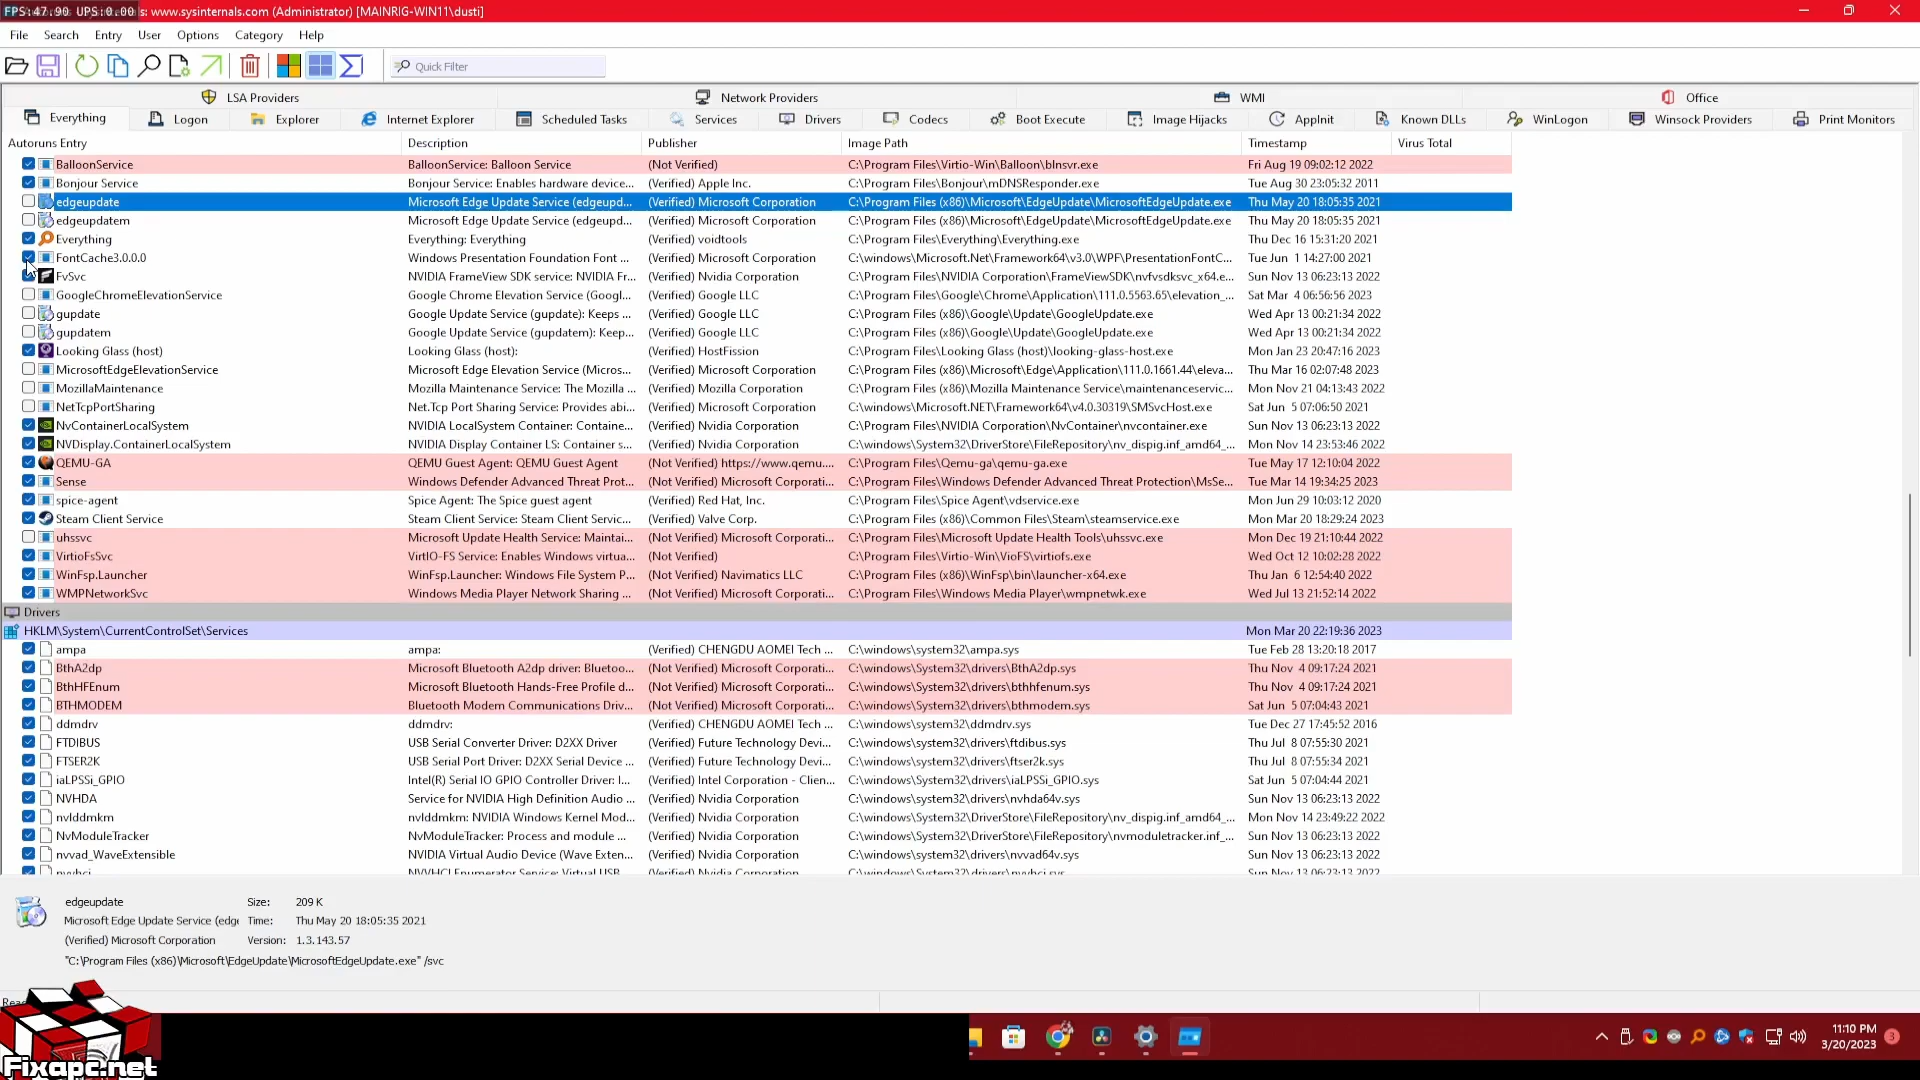 FPS:47.90 UPS:0.00 s: www.sysinternals.com (Administrator) [MAINRIG-WIN11\dusti]
File Search Entry User Options Category Help
Quick Filter
LSA Providers Network Providers WMI Office
Everything Logon Explorer Internet Explorer Scheduled Tasks Services Drivers Codecs Boot Execute Image Hijacks AppInit Known DLLs WinLogon Winsock Providers Print Monitors
Autoruns Entry Description Publisher Image Path Timestamp Virus Total
BalloonService BalloonService: Balloon Service (Not Verified) C:\Program Files\Virtio-Win\Balloon\blnsvr.exe Fri Aug 19 09:02:12 2022
Bonjour Service Bonjour Service: Enables hardware device... (Verified) Apple Inc. C:\Program Files\Bonjour\mDNSResponder.exe Tue Aug 30 23:05:32 2011
edgeupdate Microsoft Edge Update Service (edgeupd... (Verified) Microsoft Corporation C:\Program Files (x86)\Microsoft\EdgeUpdate\MicrosoftEdgeUpdate.exe Thu May 20 18:05:35 2021
edgeupdatem Microsoft Edge Update Service (edgeupd... (Verified) Microsoft Corporation C:\Program Files (x86)\Microsoft\EdgeUpdate\MicrosoftEdgeUpdate.exe Thu May 20 18:05:35 2021
Everything Everything: Everything (Verified) voidtools C:\Program Files\Everything\Everything.exe Thu Dec 16 15:31:20 2021
FontCache3.0.0.0 Windows Presentation Foundation Font ... (Verified) Microsoft Corporation C:\windows\Microsoft.Net\Framework64\v3.0\WPF\PresentationFontC... Tue Jun 1 14:27:00 2021
FvSvc NVIDIA FrameView SDK service: NVIDIA Fr... (Verified) Nvidia Corporation C:\Program Files\NVIDIA Corporation\FrameViewSDK\nvfvsdksvc_x64.e... Sun Nov 13 06:23:13 2022
GoogleChromeElevationService Google Chrome Elevation Service (Googl... (Verified) Google LLC C:\Program Files\Google\Chrome\Application\111.0.5563.65\elevation_... Sat Mar 4 06:56:56 2023
gupdate Google Update Service (gupdate): Keeps ... (Verified) Google LLC C:\Program Files (x86)\Google\Update\GoogleUpdate.exe Wed Apr 13 00:21:34 2022
gupdatem Google Update Service (gupdatem): Keep... (Verified) Google LLC C:\Program Files (x86)\Google\Update\GoogleUpdate.exe Wed Apr 13 00:21:34 2022
Looking Glass (host) Looking Glass (host): (Verified) HostFission C:\Program Files\Looking Glass (host)\looking-glass-host.exe Mon Jan 23 20:47:16 2023
MicrosoftEdgeElevationService Microsoft Edge Elevation Service (Micros... (Verified) Microsoft Corporation C:\Program Files (x86)\Microsoft\Edge\Application\111.0.1661.44\eleva... Thu Mar 16 02:07:48 2023
MozillaMaintenance Mozilla Maintenance Service: The Mozilla ... (Verified) Mozilla Corporation C:\Program Files (x86)\Mozilla Maintenance Service\maintenanceservic... Mon Nov 21 04:13:43 2022
NetTcpPortSharing Net.Tcp Port Sharing Service: Provides abi... (Verified) Microsoft Corporation C:\windows\Microsoft.NET\Framework64\v4.0.30319\SMSvcHost.exe Sat Jun 5 07:06:50 2021
NvContainerLocalSystem NVIDIA LocalSystem Container: Containe... (Verified) Nvidia Corporation C:\Program Files\NVIDIA Corporation\NvContainer\nvcontainer.exe Sun Nov 13 06:23:13 2022
NVDisplay.ContainerLocalSystem NVIDIA Display Container LS: Container s... (Verified) Nvidia Corporation C:\windows\System32\DriverStore\FileRepository\nv_dispig.inf_amd64_... Mon Nov 14 23:53:46 2022
QEMU-GA QEMU Guest Agent: QEMU Guest Agent (Not Verified) https://www.qemu.... C:\Program Files\Qemu-ga\qemu-ga.exe Tue May 17 12:10:04 2022
Sense Windows Defender Advanced Threat Prot... (Not Verified) Microsoft Corporati... C:\Program Files\Windows Defender Advanced Threat Protection\MsSe... Tue Mar 14 19:34:25 2023
spice-agent Spice Agent: The Spice guest agent (Verified) Red Hat, Inc. C:\Program Files\Spice Agent\vdservice.exe Mon Jun 29 10:03:12 2020
Steam Client Service Steam Client Service: Steam Client Servic... (Verified) Valve Corp. C:\Program Files (x86)\Common Files\Steam\steamservice.exe Mon Mar 20 18:29:24 2023
uhssvc Microsoft Update Health Service: Maintai... (Not Verified) Microsoft Corporati... C:\Program Files\Microsoft Update Health Tools\uhssvc.exe Mon Dec 19 21:10:44 2022
VirtioFsSvc VirtIO-FS Service: Enables Windows virtua... (Not Verified) C:\Program Files\Virtio-Win\VioFS\virtiofs.exe Wed Oct 12 10:02:28 2022
WinFsp.Launcher WinFsp.Launcher: Windows File System P... (Not Verified) Navimatics LLC C:\Program Files (x86)\WinFsp\bin\launcher-x64.exe Thu Jan 6 12:54:40 2022
WMPNetworkSvc Windows Media Player Network Sharing ... (Not Verified) Microsoft Corporati... C:\Program Files\Windows Media Player\wmpnetwk.exe Wed Jul 13 21:52:14 2022
Drivers
HKLM\System\CurrentControlSet\Services Mon Mar 20 22:19:36 2023
ampa ampa: (Verified) CHENGDU AOMEI Tech ... C:\windows\system32\ampa.sys Tue Feb 28 13:20:18 2017
BthA2dp Microsoft Bluetooth A2dp driver: Bluetoo... (Not Verified) Microsoft Corporati... C:\windows\System32\drivers\BthA2dp.sys Thu Nov 4 09:17:24 2021
BthHFEnum Microsoft Bluetooth Hands-Free Profile d... (Not Verified) Microsoft Corporati... C:\windows\System32\drivers\bthhfenum.sys Thu Nov 4 09:17:24 2021
BTHMODEM Bluetooth Modem Communications Driv... (Not Verified) Microsoft Corporati... C:\windows\System32\drivers\bthmodem.sys Sat Jun 5 07:04:43 2021
ddmdrv ddmdrv: (Verified) CHENGDU AOMEI Tech ... C:\windows\system32\ddmdrv.sys Tue Dec 27 17:45:52 2016
FTDIBUS USB Serial Converter Driver: D2XX Driver (Verified) Future Technology Devi... C:\windows\system32\drivers\ftdibus.sys Thu Jul 8 07:55:30 2021
FTSER2K USB Serial Port Driver: D2XX Serial Device ... (Verified) Future Technology Devi... C:\windows\system32\drivers\ftser2k.sys Thu Jul 8 07:55:34 2021
iaLPSSi_GPIO Intel(R) Serial IO GPIO Controller Driver: I... (Verified) Intel Corporation - Clien... C:\windows\System32\drivers\iaLPSSi_GPIO.sys Sat Jun 5 07:04:44 2021
NVHDA Service for NVIDIA High Definition Audio ... (Verified) Nvidia Corporation C:\windows\system32\drivers\nvhda64v.sys Sun Nov 13 06:23:13 2022
nvlddmkm nvlddmkm: NVIDIA Windows Kernel Mod... (Verified) Nvidia Corporation C:\windows\System32\DriverStore\FileRepository\nv_dispig.inf_amd64_... Mon Nov 14 23:49:22 2022
NvModuleTracker NvModuleTracker: Process and module ... (Verified) Nvidia Corporation C:\windows\System32\DriverStore\FileRepository\nvmoduletracker.inf_... Sun Nov 13 06:23:13 2022
nvvad_WaveExtensible NVIDIA Virtual Audio Device (Wave Exten... (Verified) Nvidia Corporation C:\windows\system32\drivers\nvvad64v.sys Sun Nov 13 06:23:13 2022
nvvhci NVVHCI Enumerator Service: Virtual USB (Verified) Nvidia Corporation C:\windows\System32\drivers\nvvhci.sys Sun Nov 13 06:23:13 2022
edgeupdate Size: 209 K
Microsoft Edge Update Service (edge Time: Thu May 20 18:05:35 2021
(Verified) Microsoft Corporation Version: 1.3.143.57
"C:\Program Files (x86)\Microsoft\EdgeUpdate\MicrosoftEdgeUpdate.exe" /svc
11:10 PM
3/20/2023 3
Fixapc.net